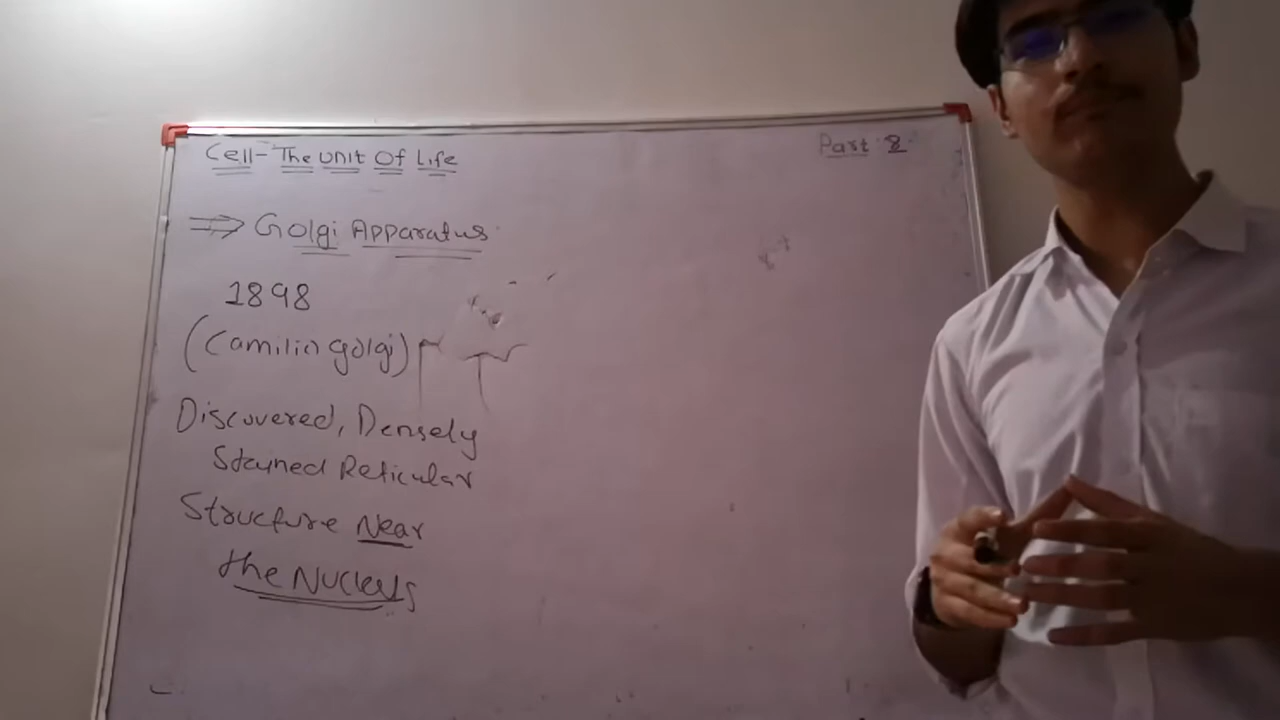 Cell-The Unit Of Life
Part: 8
⇒ Golgi Apparatus
1898
(Camilio golgi)
Discovered, Densely
Stained Reticular
Structure Near
the Nucleus